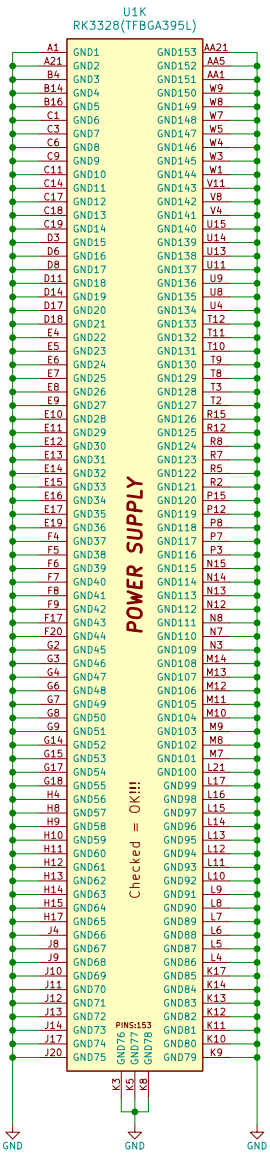 U1K
RK3328(TFBGA395L)
A1 GND1 GND153 AA21
A21 GND2 GND152 AA5
B4 GND3 GND151 AA1
B14 GND4 GND150 W9
B16 GND5 GND149 W8
C1 GND6 GND148 W7
C3 GND7 GND147 W5
C6 GND8 GND146 W4
C9 GND9 GND145 W3
C11 GND10 GND144 W1
C14 GND11 GND143 V11
C17 GND12 GND142 V8
C18 GND13 GND141 V4
C19 GND14 GND140 U15
D3 GND15 GND139 U14
D6 GND16 GND138 U13
D8 GND17 GND137 U11
D11 GND18 GND136 U9
D14 GND19 GND135 U8
D17 GND20 GND134 U4
D18 GND21 GND133 T12
E4 GND22 GND132 T11
E5 GND23 GND131 T10
E6 GND24 GND130 T9
E7 GND25 GND129 T8
E8 GND26 GND128 T3
E9 GND27 GND127 T2
E10 GND28 GND126 R15
E11 GND29 GND125 R12
E12 GND30 GND124 R8
E13 GND31 GND123 R7
E14 GND32 GND122 R5
E15 GND33 GND121 R2
E16 GND34 GND120 P15
E17 GND35 GND119 P12
E19 GND36 GND118 P8
F4 GND37 GND117 P7
F5 GND38 GND116 P3
F6 GND39 GND115 N15
F7 GND40 GND114 N14
F8 GND41 GND113 N13
F9 GND42 GND112 N12
F17 GND43 GND111 N8
F20 GND44 GND110 N7
G2 GND45 GND109 N3
G3 GND46 GND108 M14
G4 GND47 GND107 M13
G6 GND48 GND106 M12
G7 GND49 GND105 M11
G8 GND50 GND104 M10
G9 GND51 GND103 M9
G14 GND52 GND102 M8
G15 GND53 GND101 M7
G17 GND54 GND100 L21
G18 GND55 GND99 L17
H4 GND56 GND98 L16
H8 GND57 GND97 L15
H9 GND58 GND96 L14
H10 GND59 GND95 L13
H11 GND60 GND94 L12
H12 GND61 GND93 L11
H13 GND62 GND92 L10
H14 GND63 GND91 L9
H15 GND64 GND90 L8
H17 GND65 GND89 L7
J4 GND66 GND88 L6
J8 GND67 GND87 L5
J9 GND68 GND86 L4
J10 GND69 GND85 K17
J11 GND70 GND84 K14
J12 GND71 GND83 K13
J13 GND72 GND82 K12
J14 GND73 GND81 K11
J17 GND74 GND80 K10
J20 GND75 GND79 K9
POWER SUPPLY
Checked = OK!!!
PINS:153
GND76 GND77 GND78
K3 K5 K8
GND GND GND